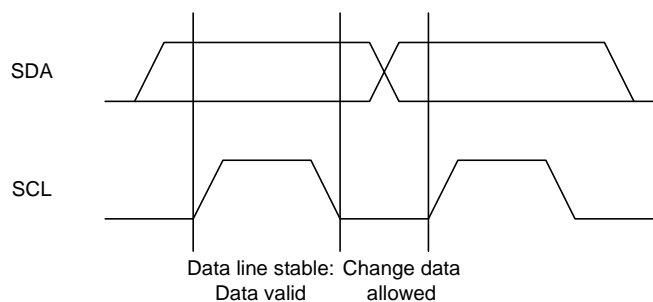 SDA
SCL
Data line stable: Change data
Data valid allowed